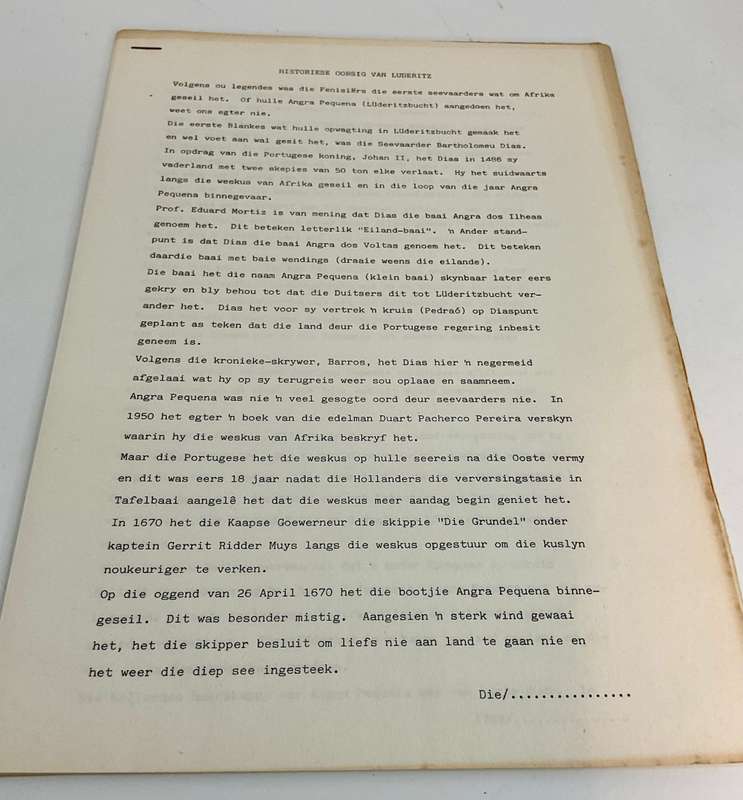 HISTORIESE OORSIG VAN LUDERITZ
Volgens ou legendes was die Fenisiërs die eerste seevaarders wat om Afrika
geseil het. Of hulle Angra Pequena (Lüderitzbucht) aangedoen het,
weet ons egter nie.
Die eerste Blankes wat hulle opwagting in Lüderitzbucht gemaak het
en wel voet aan wal gesit het, was die Seevaarder Bartholomeu Dias.
In opdrag van die Portugese koning, Johan II, het Dias in 1486 sy
vaderland met twee skepies van 50 ton elke verlaat. Hy het suidwaarts
langs die weskus van Afrika geseil en in die loop van die jaar Angra
Pequena binnegevaar.
Prof. Eduard Mortiz is van mening dat Dias die baai Angra dos Ilheas
genoem het. Dit beteken letterlik "Eiland-baai". 'n Ander stand-
punt is dat Dias die baai Angra dos Voltas genoem het. Dit beteken
daardie baai met baie wendings (draaie weens die eilande).
Die baai het die naam Angra Pequena (klein baai) skynbaar later eers
gekry en bly behou tot dat die Duitsers dit tot Lüderitzbucht ver-
ander het. Dias het voor sy vertrek 'n kruis (Pedraó) op Diaspunt
geplant as teken dat die land deur die Portugese regering inbesit
geneem is.
Volgens die kronieke-skrywer, Barros, het Dias hier 'n negermeid
afgelaai wat hy op sy terugreis weer sou oplaae en saamneem.
Angra Pequena was nie 'n veel gesogte oord deur seevaarders nie. In
1950 het egter 'n boek van die edelman Duart Pacherco Pereira verskyn
waarin hy die weskus van Afrika beskryf het.
Maar die Portugese het die weskus op hulle seereis na die Ooste vermy
en dit was eers 18 jaar nadat die Hollanders die verversingstasie in
Tafelbaai aangelê het dat die weskus meer aandag begin geniet het.
In 1670 het die Kaapse Goewerneur die skippie "Die Grundel" onder
kaptein Gerrit Ridder Muys langs die weskus opgestuur om die kuslyn
noukeuriger te verken.
Op die oggend van 26 April 1670 het die bootjie Angra Pequena binne-
geseil. Dit was besonder mistig. Aangesien 'n sterk wind gewaai
het, het die skipper besluit om liefs nie aan land te gaan nie en
het weer die diep see ingesteek.
Die/................